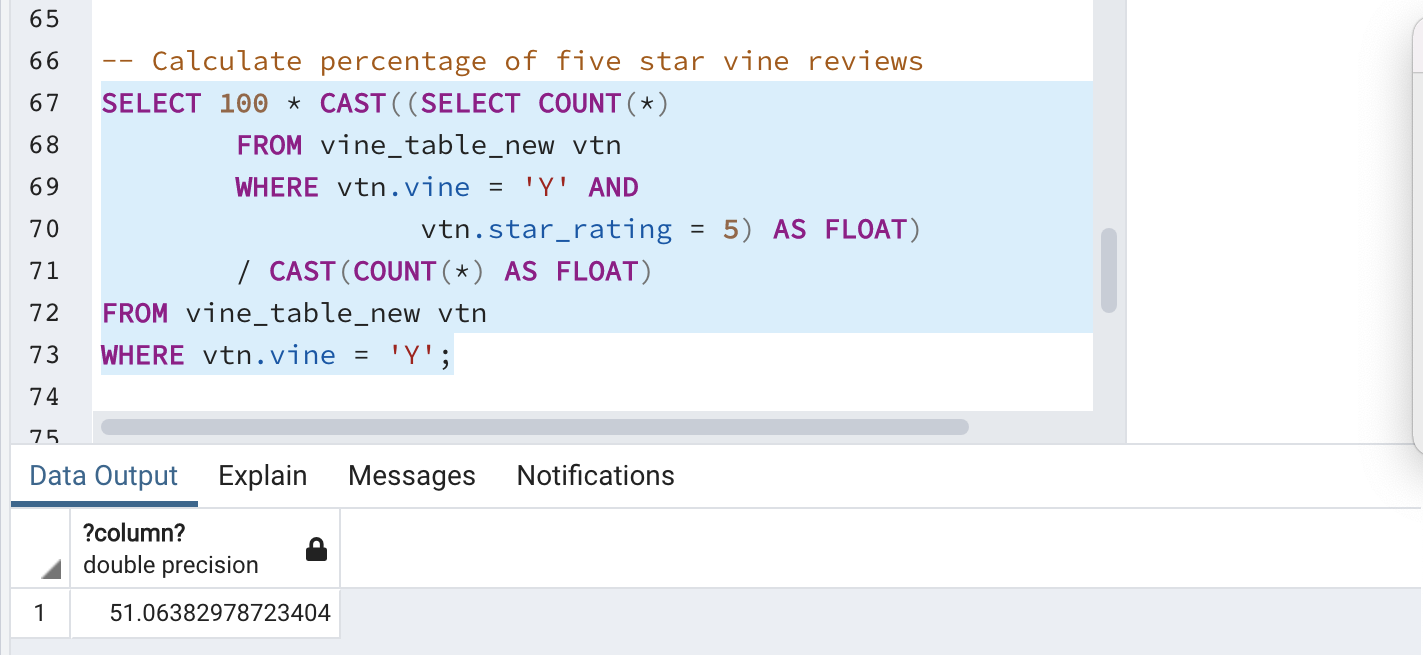 65
66 -- Calculate percentage of five star vine reviews
67 SELECT 100 * CAST((SELECT COUNT(*)
68 FROM vine_table_new vtn
69 WHERE vtn.vine = 'Y' AND
70 vtn.star_rating = 5) AS FLOAT)
71 / CAST(COUNT(*) AS FLOAT)
72 FROM vine_table_new vtn
73 WHERE vtn.vine = 'Y';
74
75
Data Output Explain Messages Notifications
?column?
double precision
1 51.06382978723404